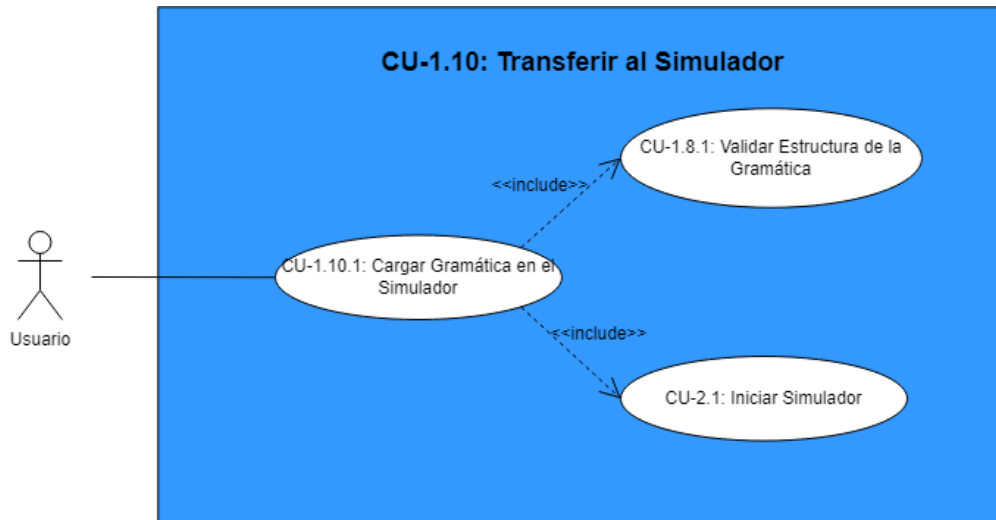 CU-1.10: Transferir al Simulador
CU-1.8.1: Validar Estructura de la
Gramática
<<include>>
CU-1.10.1: Cargar Gramática en el
Simulador
Usuario
<<include>>
CU-2.1: Iniciar Simulador